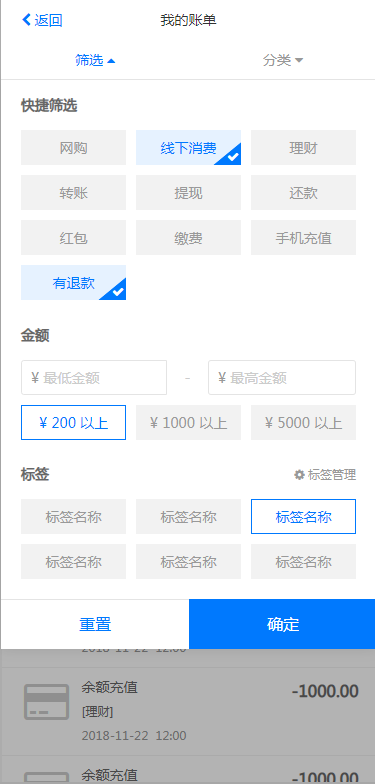 返回 我的账单
筛选 分类
快捷筛选
网购 线下消费 理财
转账 提现 还款
红包 缴费 手机充值
有退款
金额
¥ 最低金额 - ¥ 最高金额
¥ 200 以上 ¥ 1000 以上 ¥ 5000 以上
标签 标签管理
标签名称 标签名称 标签名称
标签名称 标签名称 标签名称
重置 确定
2018-11-22 12:00
余额充值 -1000.00
[理财]
2018-11-22 12:00
余额充值 -1000.00